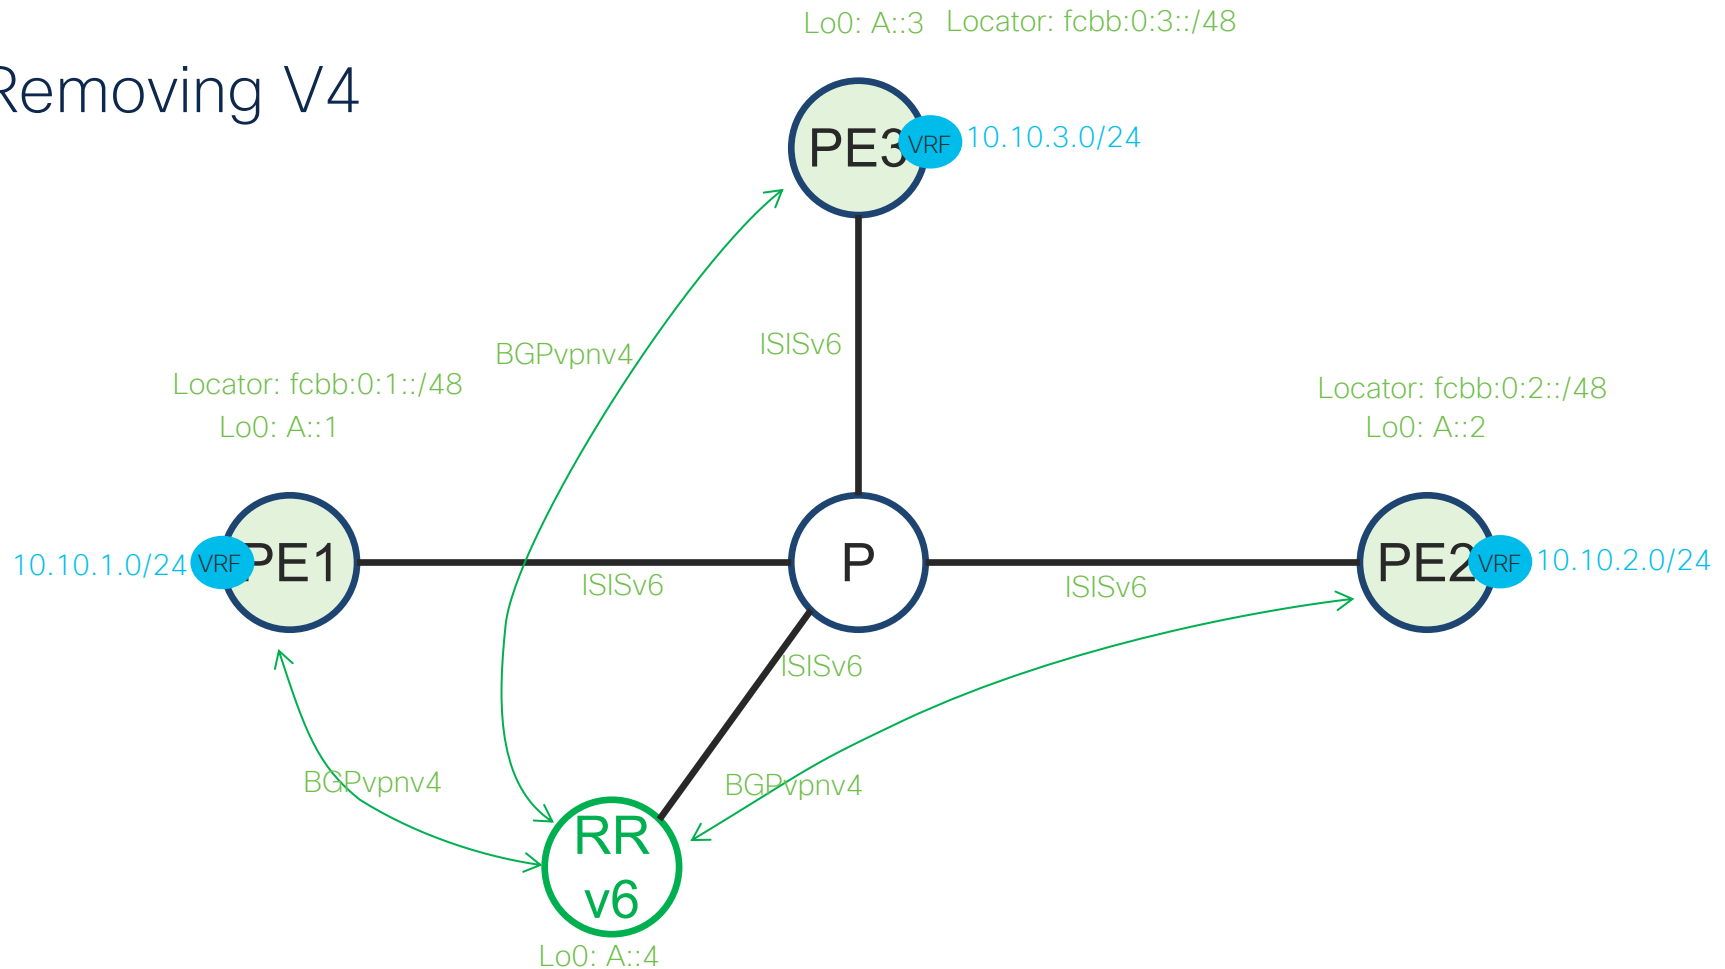 Lo0: A::3 Locator: fcbb:0:3::/48
Removing V4
PE3
VRF
10.10.3.0/24
BGPvpnv4
ISISv6
Locator: fcbb:0:1::/48
Lo0: A::1
Locator: fcbb:0:2::/48
Lo0: A::2
10.10.1.0/24
VRF
PE1
ISISv6
P
ISISv6
PE2
VRF
10.10.2.0/24
ISISv6
BGPvpnv4
BGPvpnv4
RR
v6
Lo0: A::4